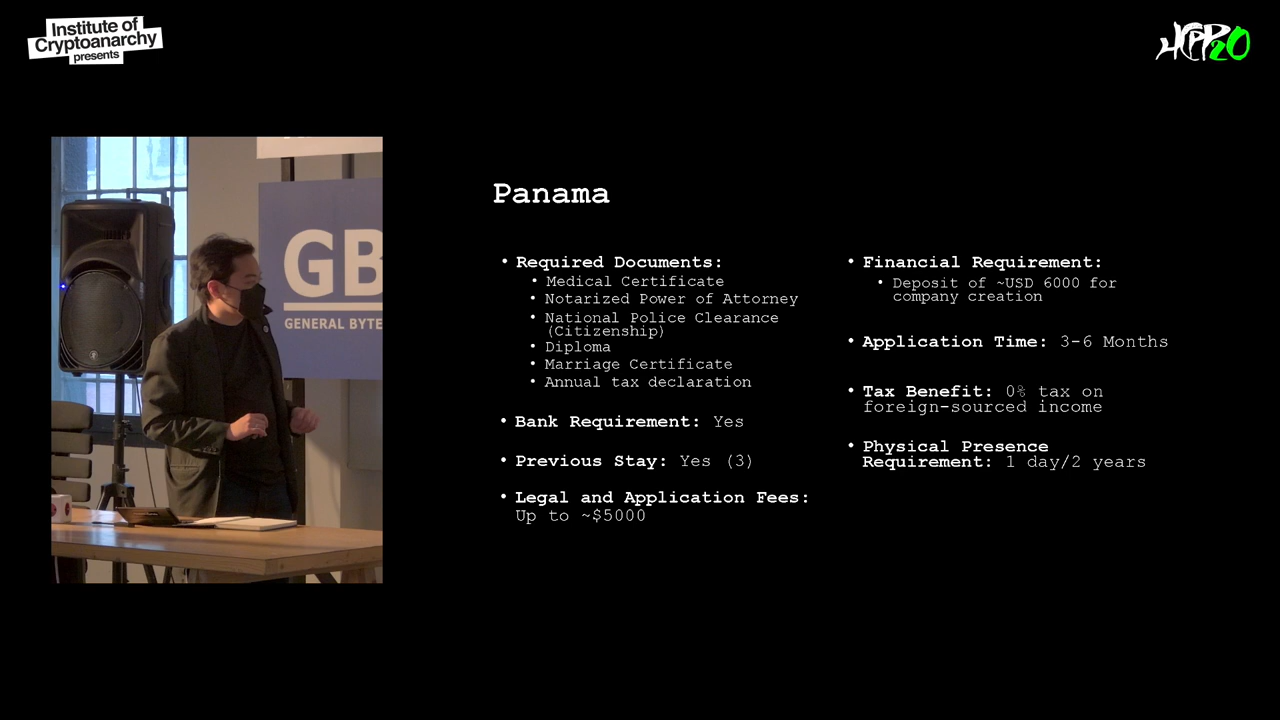 Institute of
Cryptoanarchy
presents
HCPP20
GB
GENERAL BYTE
Panama
• Required Documents:
• Medical Certificate
• Notarized Power of Attorney
• National Police Clearance
(Citizenship)
• Diploma
• Marriage Certificate
• Annual tax declaration
• Bank Requirement: Yes
• Previous Stay: Yes (3)
• Legal and Application Fees:
Up to ~$5000
• Financial Requirement:
• Deposit of ~USD 6000 for
company creation
• Application Time: 3-6 Months
• Tax Benefit: 0% tax on
foreign-sourced income
• Physical Presence
Requirement: 1 day/2 years